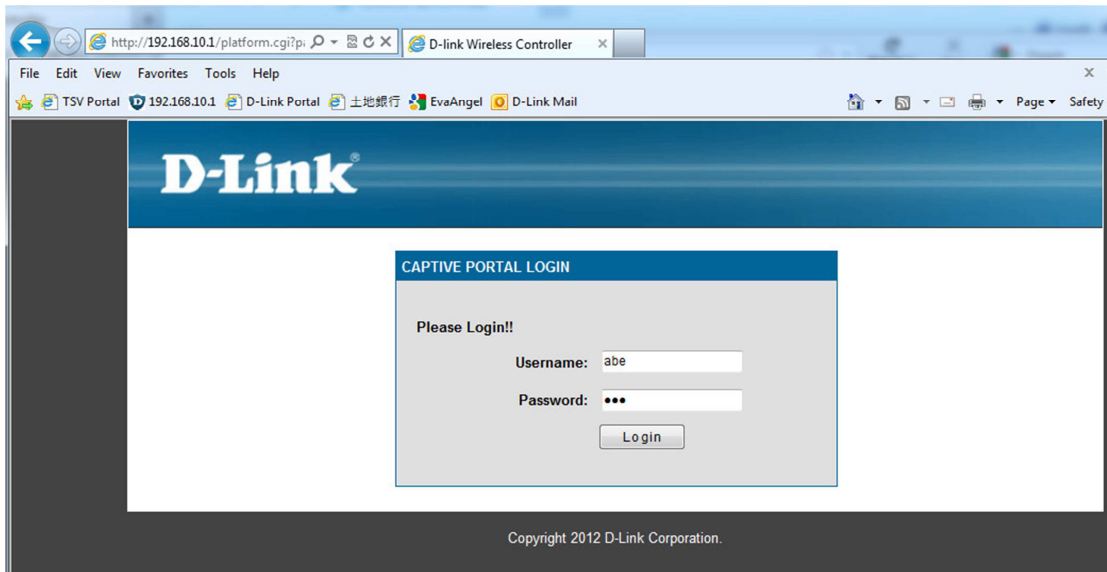 http://192.168.10.1/platform.cgi?p
D-link Wireless Controller
File Edit View Favorites Tools Help
TSV Portal 192.168.10.1 D-Link Portal 土地銀行 EvaAngel D-Link Mail
Page Safety
D-Link®
CAPTIVE PORTAL LOGIN
Please Login!!
Username: abe
Password: •••
Login
Copyright 2012 D-Link Corporation.